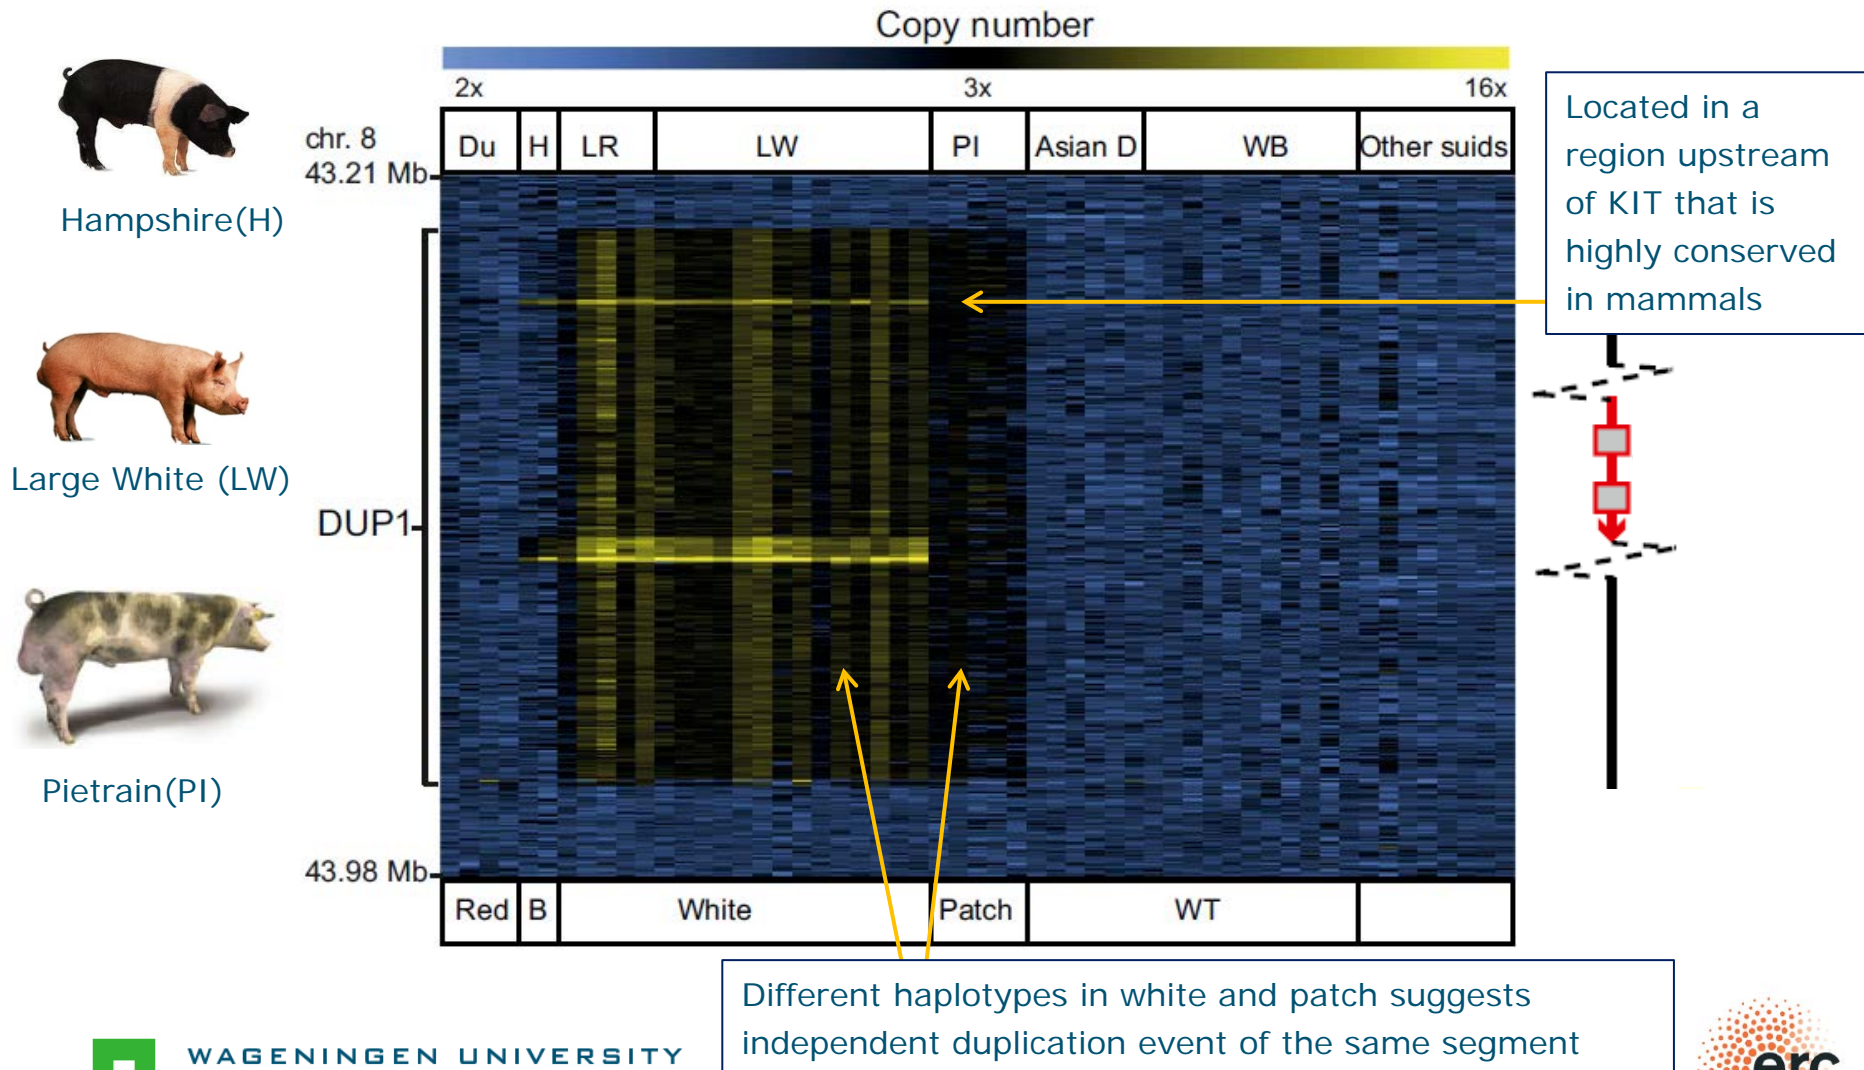 Copy number
2x 3x 16x
chr. 8
43.21 Mb
Du H LR LW PI Asian D WB Other suids
Located in a
region upstream
of KIT that is
highly conserved
in mammals
Hampshire(H)
Large White (LW)
DUP1
Pietrain(PI)
43.98 Mb
Red B White Patch WT
Different haplotypes in white and patch suggests
independent duplication event of the same segment
WAGENINGEN UNIVERSITY
erc